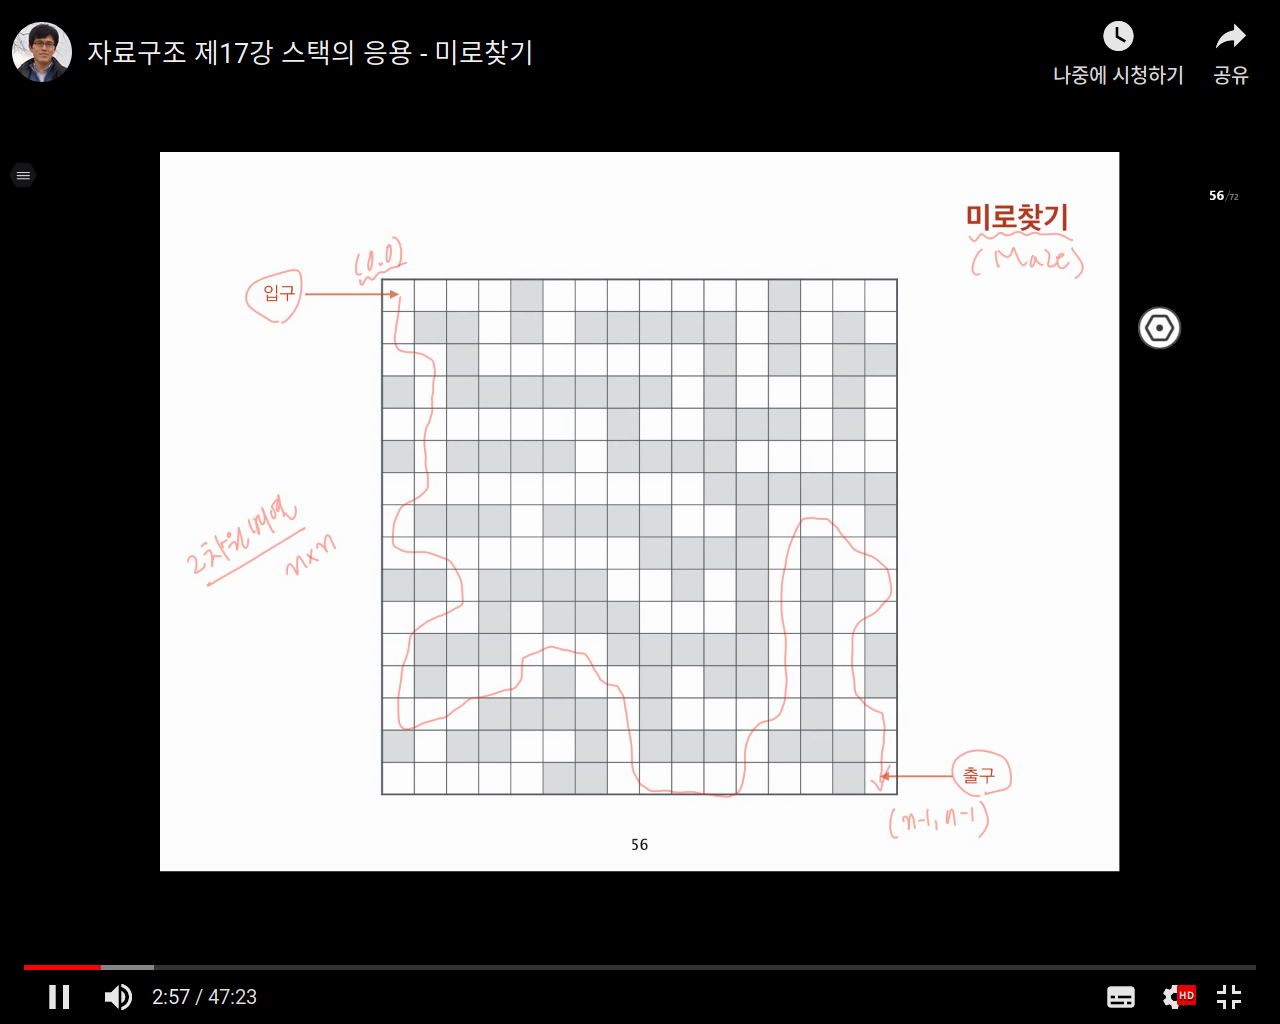 자료구조 제17강 스택의 응용 - 미로찾기
나중에 시청하기
공유
56/72
미로찾기
(Maze)
(0.0)
입구
2차원 배열
n×n
출구
(n-1, n-1)
56
2:57 / 47:23
HD